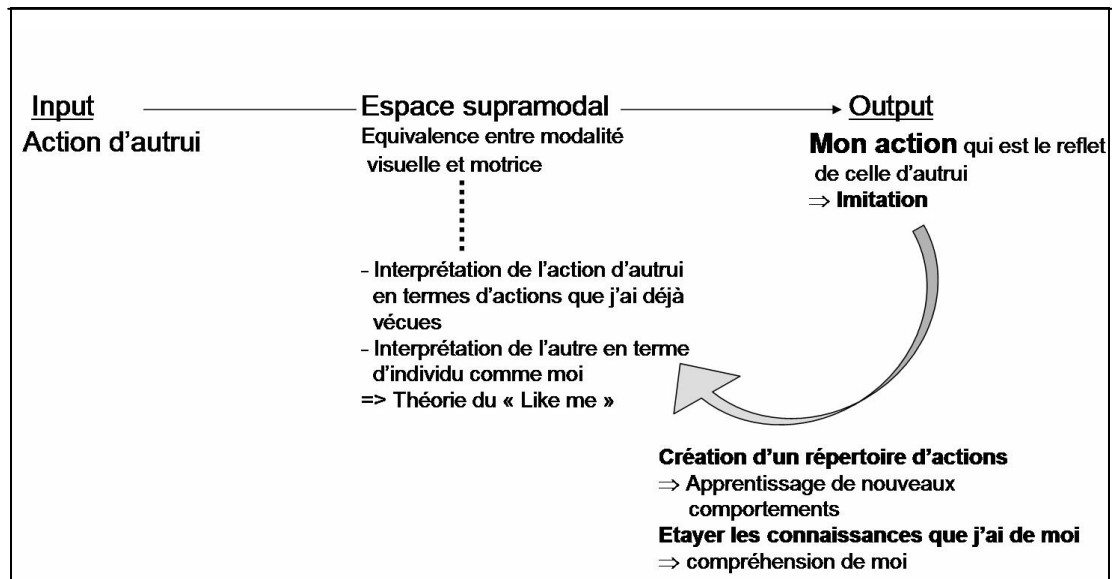 Input
Action d’autrui
Espace supramodal
Equivalence entre modalité
visuelle et motrice
Output
Mon action qui est le reflet
de celle d’autrui
⇒ Imitation
- Interprétation de l’action d’autrui
en termes d’actions que j’ai déjà
vécues
- Interprétation de l’autre en terme
d’individu comme moi
=> Théorie du « Like me »
Création d’un répertoire d’actions
⇒ Apprentissage de nouveaux
comportements
Etayer les connaissances que j’ai de moi
⇒ compréhension de moi